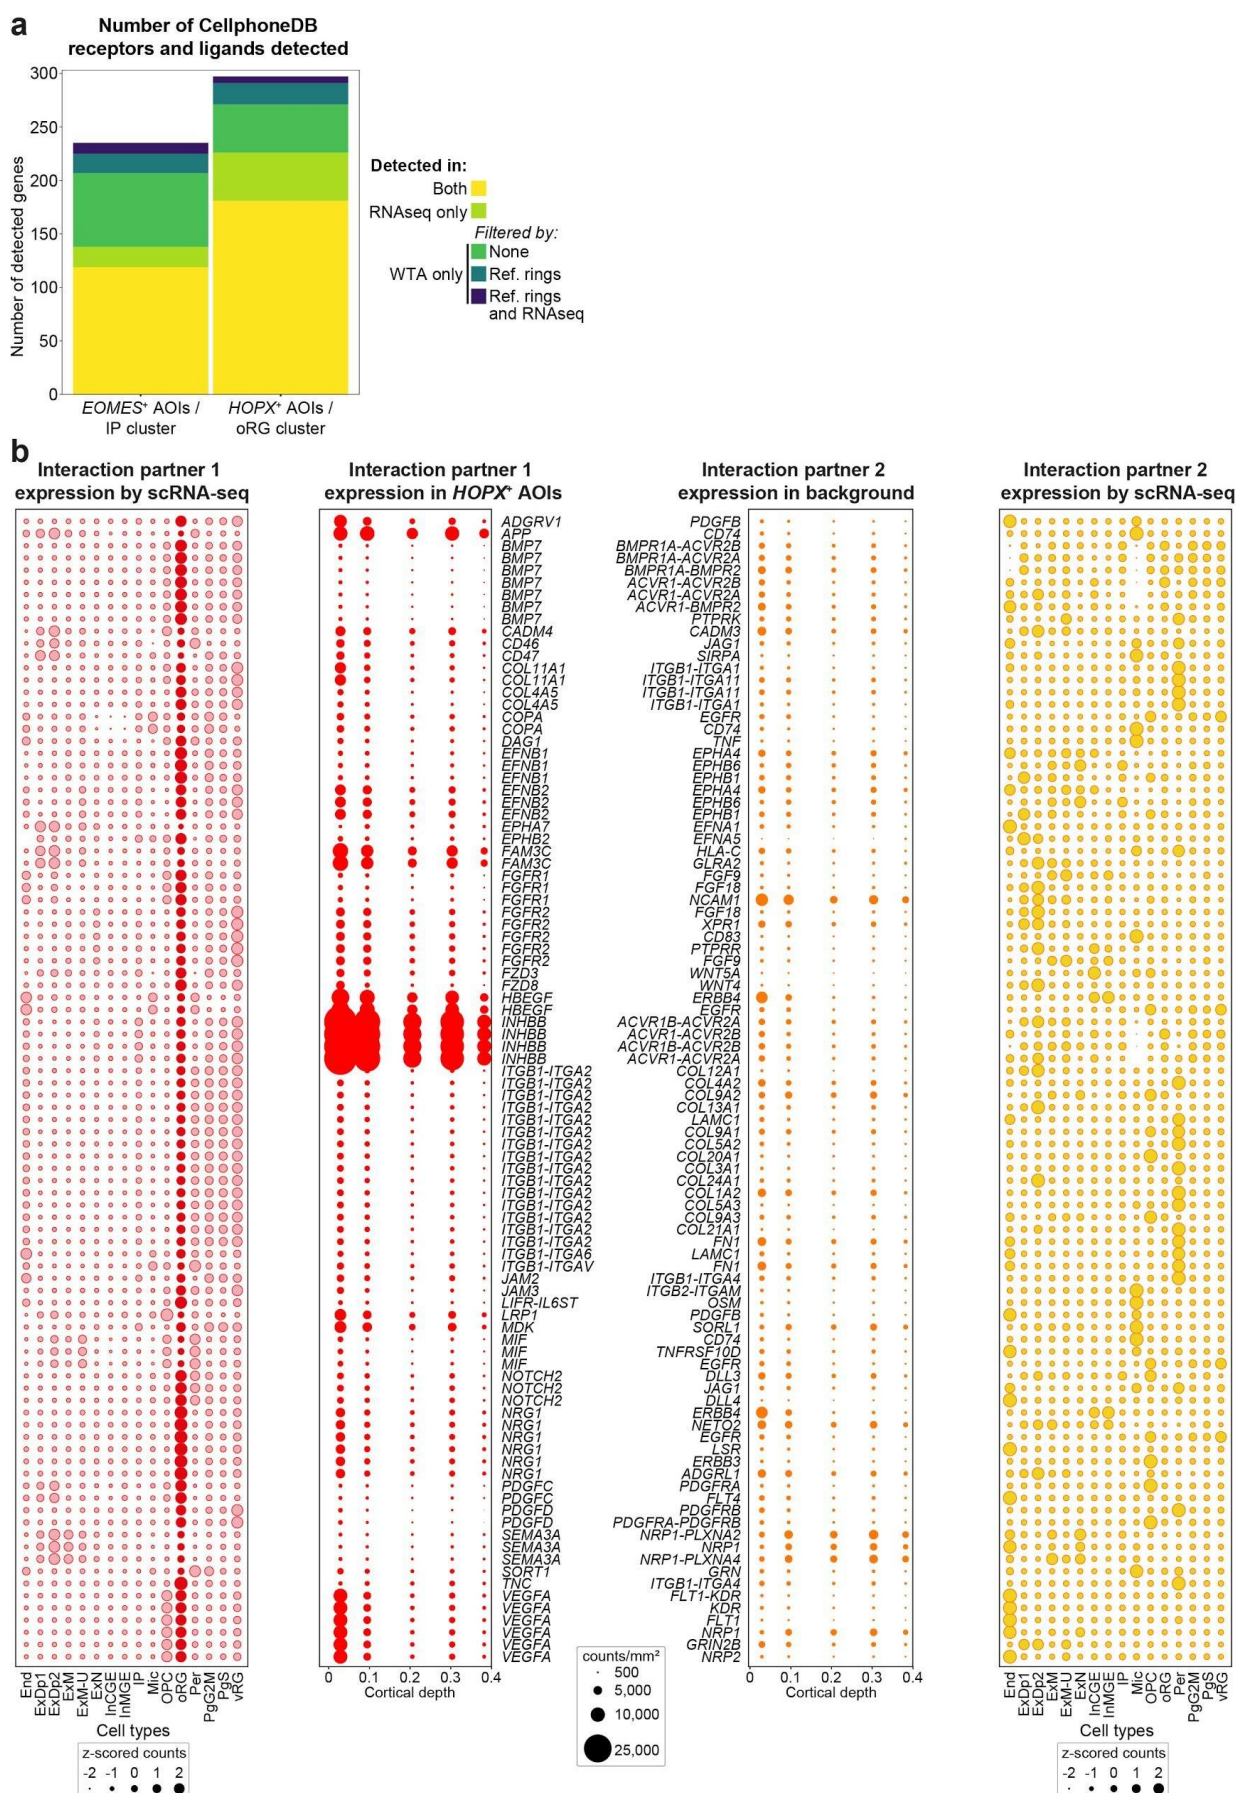 a
Number of CellphoneDB
receptors and ligands detected
Number of detected genes
300
250
200
150
100
50
0
EOMES⁺ AOIs /
IP cluster
HOPX⁺ AOIs /
oRG cluster
Detected in:
Both
RNAseq only
Filtered by:
WTA only
None
Ref. rings
Ref. rings
and RNAseq
b
Interaction partner 1
expression by scRNA-seq
Interaction partner 1
expression in HOPX⁺ AOIs
Interaction partner 2
expression in background
Interaction partner 2
expression by scRNA-seq
ADGRV1 PDGFB
APP CD74
BMP7 BMPR1A-ACVR2B
BMP7 BMPR1A-ACVR2A
BMP7 BMPR1A-BMPR2
BMP7 ACVR1-ACVR2B
BMP7 ACVR1-ACVR2A
BMP7 ACVR1-BMPR2
BMP7 PTPRK
CADM4 CADM3
CD46 JAG1
CD47 SIRPA
COL11A1 ITGB1-ITGA1
COL11A1 ITGB1-ITGA11
COL4A5 ITGB1-ITGA11
COL4A5 ITGB1-ITGA1
COPA EGFR
COPA CD74
DAG1 TNF
EFNB1 EPHA4
EFNB1 EPHB6
EFNB1 EPHB1
EFNB2 EPHA4
EFNB2 EPHB6
EFNB2 EPHB1
EPHA7 EFNA1
EPHB2 EFNA5
FAM3C HLA-C
FAM3C GLRA2
FGFR1 FGF9
FGFR1 FGF18
FGFR1 NCAM1
FGFR2 FGF18
FGFR2 XPR1
FGFR2 CD83
FGFR2 PTPRR
FGFR2 FGF9
FZD3 WNT5A
FZD8 WNT4
HBEGF ERBB4
HBEGF EGFR
INHBB ACVR1B-ACVR2A
INHBB ACVR1-ACVR2B
INHBB ACVR1B-ACVR2B
INHBB ACVR1-ACVR2A
ITGB1-ITGA2 COL12A1
ITGB1-ITGA2 COL4A2
ITGB1-ITGA2 COL9A2
ITGB1-ITGA2 COL13A1
ITGB1-ITGA2 LAMC1
ITGB1-ITGA2 COL9A1
ITGB1-ITGA2 COL5A2
ITGB1-ITGA2 COL20A1
ITGB1-ITGA2 COL3A1
ITGB1-ITGA2 COL24A1
ITGB1-ITGA2 COL1A2
ITGB1-ITGA2 COL5A3
ITGB1-ITGA2 COL9A3
ITGB1-ITGA2 COL21A1
ITGB1-ITGA2 FN1
ITGB1-ITGA6 LAMC1
ITGB1-ITGAV FN1
JAM2 ITGB1-ITGA4
JAM3 ITGB2-ITGAM
LIFR-IL6ST OSM
LRP1 PDGFB
MDK SORL1
MIF CD74
MIF TNFRSF10D
MIF EGFR
NOTCH2 DLL3
NOTCH2 JAG1
NOTCH2 DLL4
NRG1 ERBB4
NRG1 NETO2
NRG1 EGFR
NRG1 LSR
NRG1 ERBB3
NRG1 ADGRL1
PDGFC PDGFRA
PDGFC FLT4
PDGFD PDGFRB
PDGFD PDGFRA-PDGFRB
SEMA3A NRP1-PLXNA2
SEMA3A NRP1
SEMA3A NRP1-PLXNA4
SORT1 GRN
TNC ITGB1-ITGA4
VEGFA FLT1-KDR
VEGFA KDR
VEGFA FLT1
VEGFA NRP1
VEGFA GRIN2B
VEGFA NRP2
End ExDp1 ExDp2 ExM ExM-U ExN InCGE InMGE IP Mic OPC oRG Per PgG2M PgS vRG
Cell types
z-scored counts
-2 -1 0 1 2
0 0.1 0.2 0.3 0.4
Cortical depth
counts/mm²
500
5,000
10,000
25,000
0 0.1 0.2 0.3 0.4
Cortical depth
End ExDp1 ExDp2 ExM ExM-U ExN InCGE InMGE IP Mic OPC oRG Per PgG2M PgS vRG
Cell types
z-scored counts
-2 -1 0 1 2